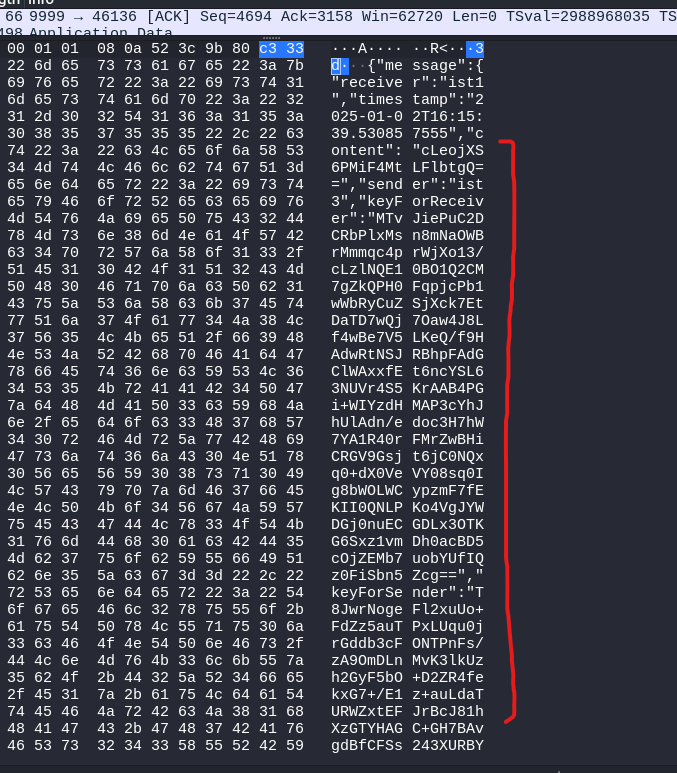 66 9999 → 46136 [ACK] Seq=4694 Ack=3158 Win=62720 Len=0 TSval=2988968035 TS
Application Data
00 01 01 08 0a 52 3c 9b 80 c3 33 ···A···· ··R<···3
22 6d 65 73 73 61 67 65 22 3a 7b d···{"me ssage":{
69 76 65 72 22 3a 22 69 73 74 31 "receive r":"ist1
6d 65 73 74 61 6d 70 22 3a 22 32 ","times tamp":"2
31 2d 30 32 54 31 36 3a 31 35 3a 025-01-0 2T16:15:
30 38 35 37 35 35 35 22 2c 22 63 39.53085 7555","c
74 22 3a 22 63 4c 65 6f 6a 58 53 ontent": "cLeojXS
34 4d 74 4c 46 6c 62 74 67 51 3d 6PMiF4Mt LFlbtgQ=
65 6e 64 65 72 22 3a 22 69 73 74 =","send er":"ist
65 79 46 6f 72 52 65 63 65 69 76 3","keyF orReceiv
4d 54 76 4a 69 65 50 75 43 32 44 er":"MTv JiePuC2D
78 4d 73 6e 38 6d 4e 61 4f 57 42 CRbPlxMs n8mNaOWB
63 34 70 72 57 6a 58 6f 31 33 2f rMmmqc4p rWjXo13/
51 45 31 30 42 4f 31 51 32 43 4d cLzlNQE1 0BO1Q2CM
50 48 30 46 71 70 6a 63 50 62 31 7gZkQPH0 FqpjcPb1
43 75 5a 53 6a 58 63 6b 37 45 74 wWbRyCuZ SjXck7Et
77 51 6a 37 4f 61 77 34 4a 38 4c DaTD7wQj 7Oaw4J8L
37 56 35 4c 4b 65 51 2f 66 39 48 f4wBe7V5 LKeQ/f9H
4e 53 4a 52 42 68 70 46 41 64 47 AdwRtNSJ RBhpFAdG
78 66 45 74 36 6e 63 59 53 4c 36 ClWAxxfE t6ncYSL6
34 53 35 4b 72 41 41 42 34 50 47 3NUVr4S5 KrAAB4PG
7a 64 48 4d 41 50 33 63 59 68 4a i+WIYzdH MAP3cYhJ
6e 2f 65 64 6f 63 33 48 37 68 57 hUlAdn/e doc3H7hW
34 30 72 46 4d 72 5a 77 42 48 69 7YA1R40r FMrZwBHi
47 73 6a 74 36 6a 43 30 4e 51 78 CRGV9Gsj t6jC0NQx
30 56 65 56 59 30 38 73 71 30 49 q0+dX0Ve VY08sq0I
4c 57 43 79 70 7a 6d 46 37 66 45 g8bWOLWC ypzmF7fE
4e 4c 50 4b 6f 34 56 67 4a 59 57 KII0QNLP Ko4VgJYW
75 45 43 47 44 4c 78 33 4f 54 4b DGj0nuEC GDLx3OTK
31 76 6d 44 68 30 61 63 42 44 35 G6Sxz1vm Dh0acBD5
4d 62 37 75 6f 62 59 55 66 49 51 cOjZEMb7 uobYUfIQ
62 6e 35 5a 63 67 3d 3d 22 2c 22 z0FiSbn5 Zcg==","
72 53 65 6e 64 65 72 22 3a 22 54 keyForSe nder":"T
6f 67 65 46 6c 32 78 75 55 6f 2b 8JwrNoge Fl2xuUo+
61 75 54 50 78 4c 55 71 75 30 6a FdZz5auT PxLUqu0j
33 63 46 4f 4e 54 50 6e 46 73 2f rGddb3cF ONTPnFs/
44 4c 6e 4d 76 4b 33 6c 6b 55 7a zA9OmDLn MvK3lkUz
35 62 4f 2b 44 32 5a 52 34 66 65 h2GyF5bO +D2ZR4fe
2f 45 31 7a 2b 61 75 4c 64 61 54 kxG7+/E1 z+auLdaT
74 45 46 4a 72 42 63 4a 38 31 68 URWZxtEF JrBcJ81h
48 41 47 43 2b 47 48 37 42 41 76 XzGTYHAG C+GH7BAv
46 53 73 32 34 33 58 55 52 42 59 gdBfCFSs 243XURBY